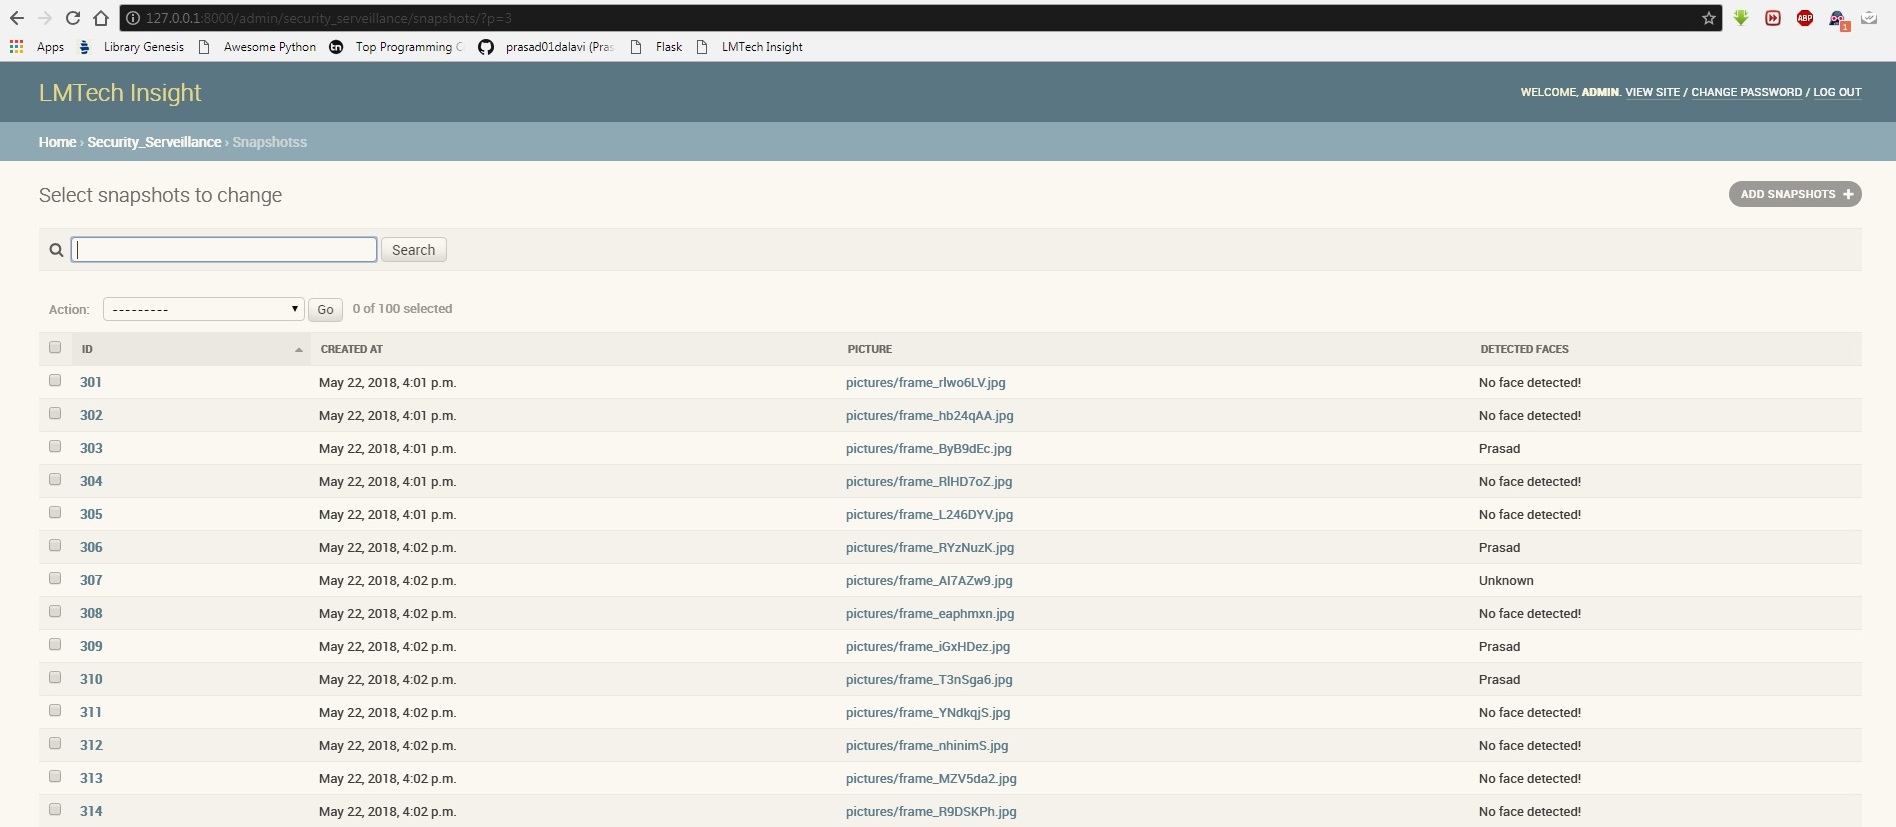 127.0.0.1:8000/admin/security_serveillance/snapshots/?p=3
Apps Library Genesis Awesome Python Top Programming prasad01dalavi (Pras Flask LMTech Insight
LMTech Insight
WELCOME, ADMIN. VIEW SITE / CHANGE PASSWORD / LOG OUT
Home › Security_Serveillance › Snapshotss
Select snapshots to change
ADD SNAPSHOTS +
Search
Action: --------- Go 0 of 100 selected
ID CREATED AT PICTURE DETECTED FACES
301 May 22, 2018, 4:01 p.m. pictures/frame_rlwo6LV.jpg No face detected!
302 May 22, 2018, 4:01 p.m. pictures/frame_hb24qAA.jpg No face detected!
303 May 22, 2018, 4:01 p.m. pictures/frame_ByB9dEc.jpg Prasad
304 May 22, 2018, 4:01 p.m. pictures/frame_RlHD7oZ.jpg No face detected!
305 May 22, 2018, 4:01 p.m. pictures/frame_L246DYV.jpg No face detected!
306 May 22, 2018, 4:02 p.m. pictures/frame_RYzNuzK.jpg Prasad
307 May 22, 2018, 4:02 p.m. pictures/frame_AI7AZw9.jpg Unknown
308 May 22, 2018, 4:02 p.m. pictures/frame_eaphmxn.jpg No face detected!
309 May 22, 2018, 4:02 p.m. pictures/frame_iGxHDez.jpg Prasad
310 May 22, 2018, 4:02 p.m. pictures/frame_T3nSga6.jpg Prasad
311 May 22, 2018, 4:02 p.m. pictures/frame_YNdkqjS.jpg No face detected!
312 May 22, 2018, 4:02 p.m. pictures/frame_nhinimS.jpg No face detected!
313 May 22, 2018, 4:02 p.m. pictures/frame_MZV5da2.jpg No face detected!
314 May 22, 2018, 4:02 p.m. pictures/frame_R9DSKPh.jpg No face detected!